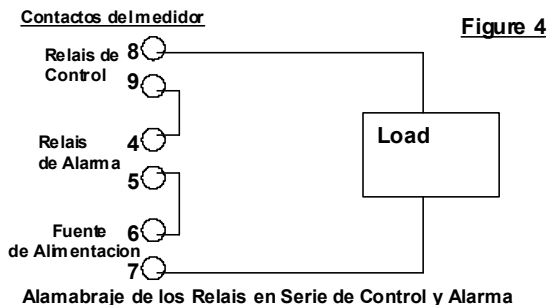 Contactos del medidor
Figure 4
Relais de
Control
8
9
Relais
de Alarma
4
5
Fuente
de Alimentacion
6
7
Load
Alamabraje de los Relais en Serie de Control y Alarma